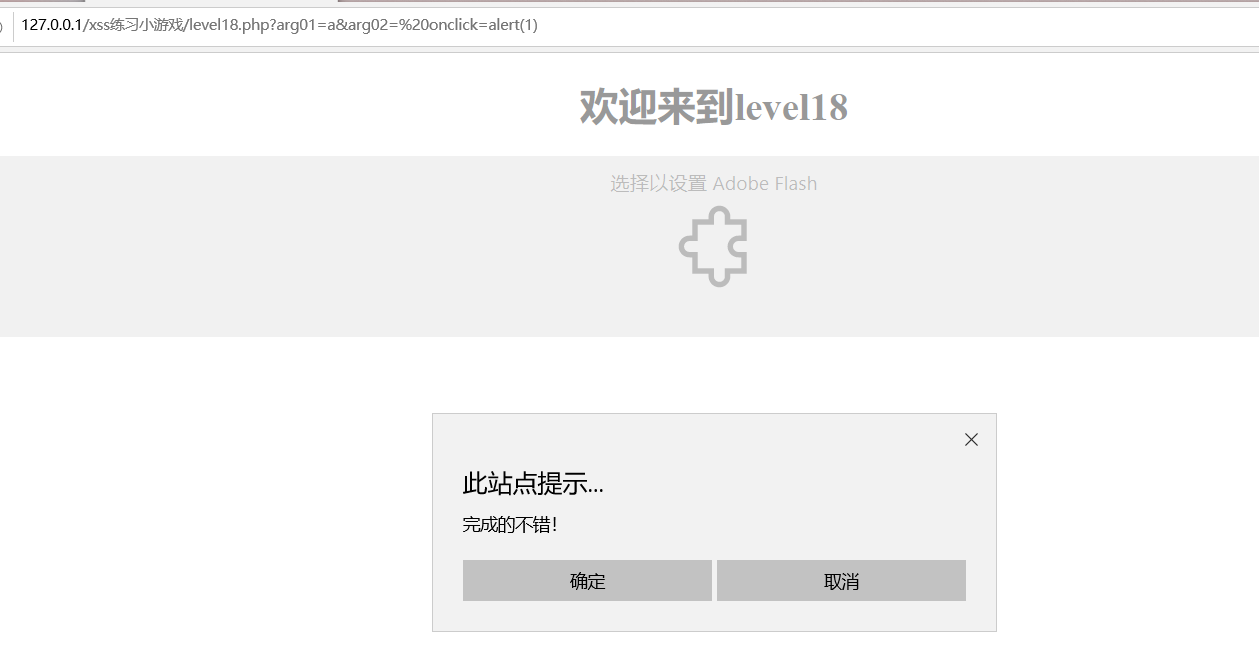 127.0.0.1/xss练习小游戏/level18.php?arg01=a&arg02=%20onclick=alert(1)
欢迎来到level18
选择以设置 Adobe Flash
此站点提示...
完成的不错！
确定 取消